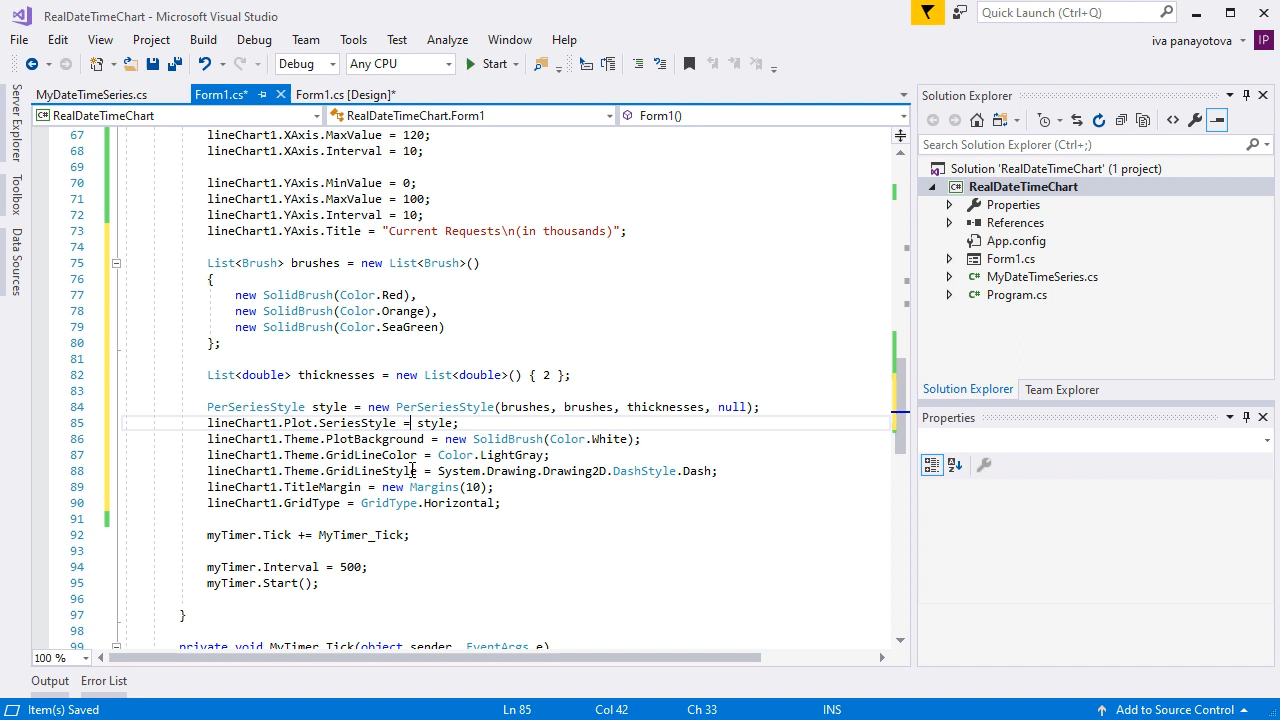 RealDateTimeChart - Microsoft Visual Studio
Quick Launch (Ctrl+Q)
File Edit View Project Build Debug Team Tools Test Analyze Window Help
iva panayotova IP
Debug Any CPU Start
MyDateTimeSeries.cs Form1.cs* Form1.cs [Design]*
RealDateTimeChart RealDateTimeChart.Form1 Form1()
Server Explorer
Toolbox
Data Sources
67 lineChart1.XAxis.MaxValue = 120;
68 lineChart1.XAxis.Interval = 10;
69
70 lineChart1.YAxis.MinValue = 0;
71 lineChart1.YAxis.MaxValue = 100;
72 lineChart1.YAxis.Interval = 10;
73 lineChart1.YAxis.Title = "Current Requests\n(in thousands)";
74
75 List<Brush> brushes = new List<Brush>()
76 {
77 new SolidBrush(Color.Red),
78 new SolidBrush(Color.Orange),
79 new SolidBrush(Color.SeaGreen)
80 };
81
82 List<double> thicknesses = new List<double>() { 2 };
83
84 PerSeriesStyle style = new PerSeriesStyle(brushes, brushes, thicknesses, null);
85 lineChart1.Plot.SeriesStyle = style;
86 lineChart1.Theme.PlotBackground = new SolidBrush(Color.White);
87 lineChart1.Theme.GridLineColor = Color.LightGray;
88 lineChart1.Theme.GridLineStyle = System.Drawing.Drawing2D.DashStyle.Dash;
89 lineChart1.TitleMargin = new Margins(10);
90 lineChart1.GridType = GridType.Horizontal;
91
92 myTimer.Tick += MyTimer_Tick;
93
94 myTimer.Interval = 500;
95 myTimer.Start();
96
97 }
98
99 private void MyTimer_Tick(object sender, EventArgs e)
100 %
Solution Explorer
Search Solution Explorer (Ctrl+;)
Solution 'RealDateTimeChart' (1 project)
RealDateTimeChart
Properties
References
App.config
Form1.cs
MyDateTimeSeries.cs
Program.cs
Solution Explorer Team Explorer
Properties
Output Error List
Item(s) Saved Ln 85 Col 42 Ch 33 INS Add to Source Control